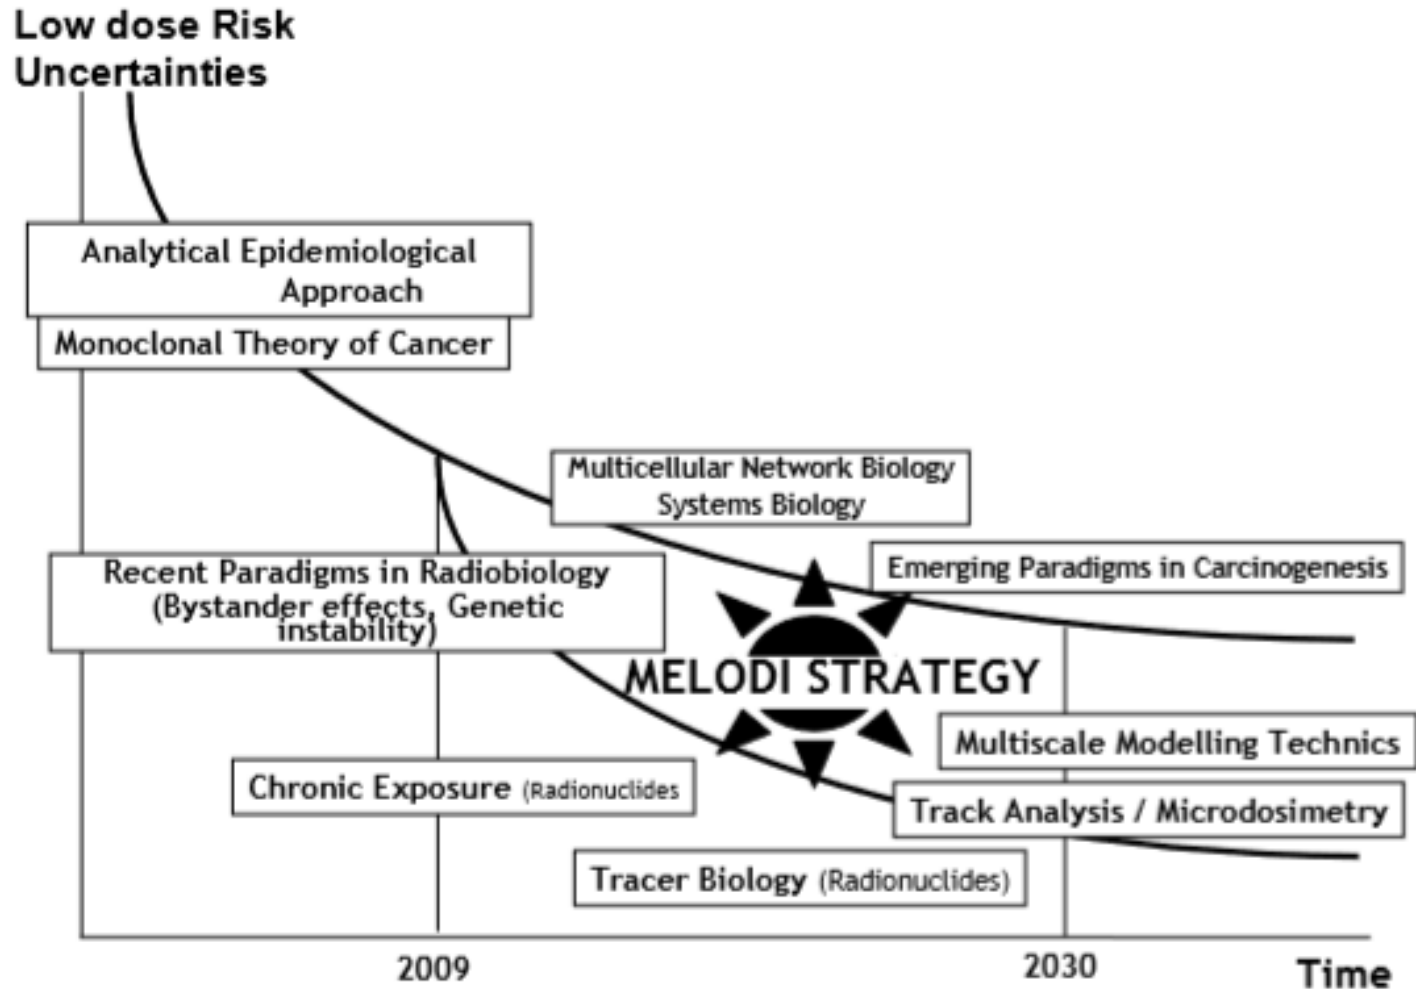 Low dose Risk
Uncertainties
Analytical Epidemiological
Approach
Monoclonal Theory of Cancer
Multicellular Network Biology
Systems Biology
Emerging Paradigms in Carcinogenesis
Recent Paradigms in Radiobiology
(Bystander effects, Genetic
instability)
MELODI STRATEGY
Multiscale Modelling Technics
Chronic Exposure (Radionuclides
Track Analysis / Microdosimetry
Tracer Biology (Radionuclides)
2009
2030
Time